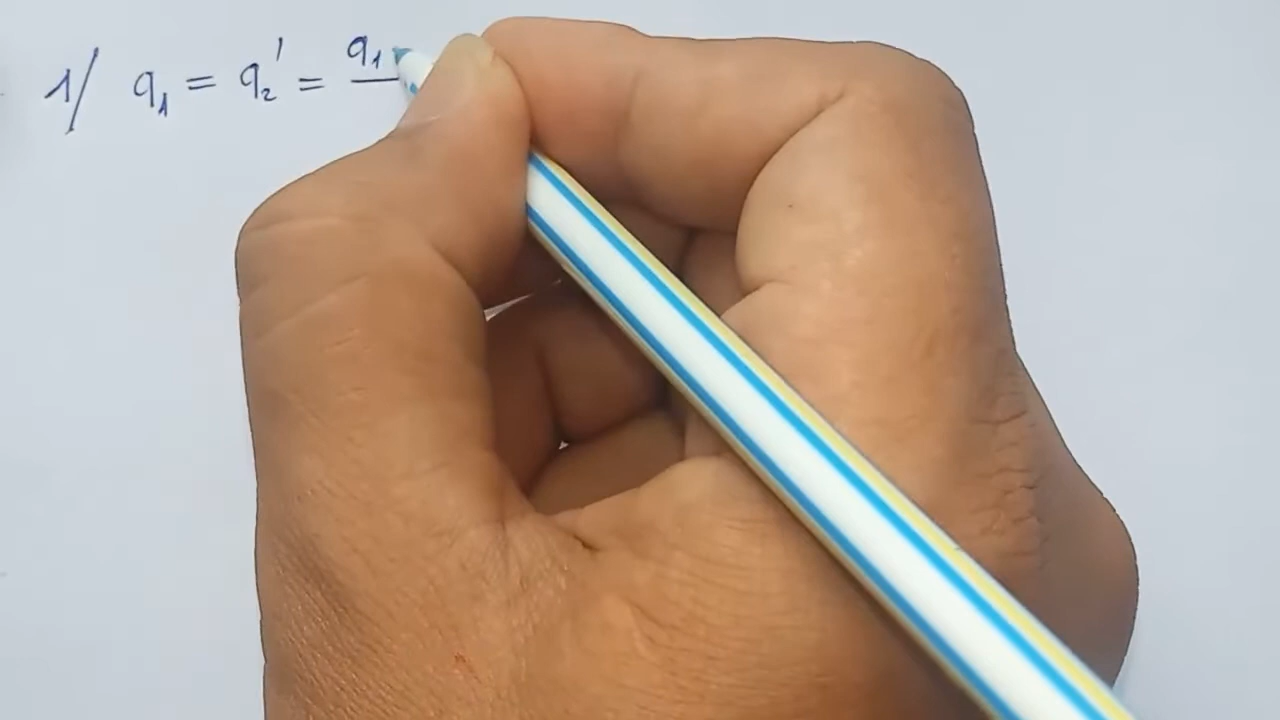 1/ q₁ = q₂' = q₁